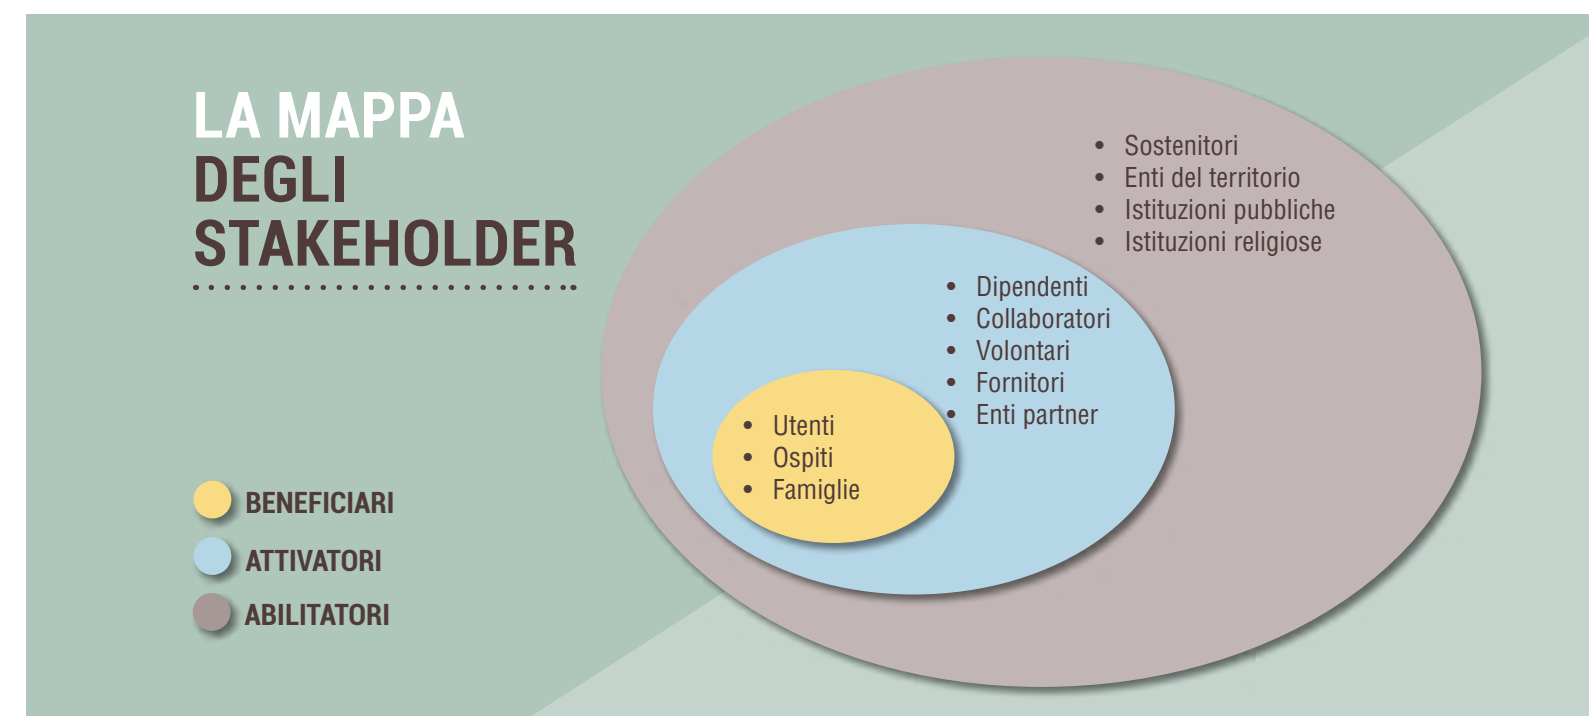 LA MAPPA
DEGLI
STAKEHOLDER
• Sostenitori
• Enti del territorio
• Istituzioni pubbliche
• Istituzioni religiose
• Dipendenti
• Collaboratori
• Volontari
• Fornitori
• Enti partner
• Utenti
• Ospiti
• Famiglie
BENEFICIARI
ATTIVATORI
ABILITATORI